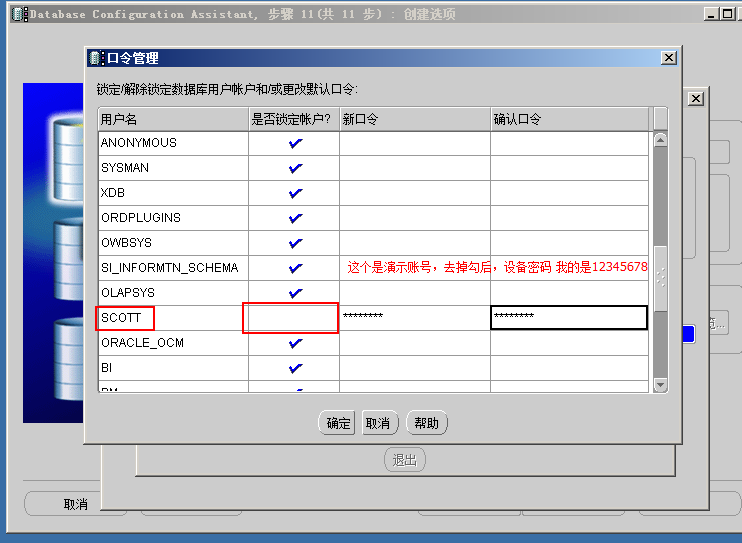 Database Configuration Assistant, 步骤 11(共 11 步) : 创建选项
口令管理
锁定/解除锁定数据库用户帐户和/或更改默认口令:
用户名 是否锁定帐户? 新口令 确认口令
ANONYMOUS
SYSMAN
XDB
ORDPLUGINS
OWBSYS
SI_INFORMTN_SCHEMA 这个是演示账号，去掉勾后，设备密码 我的是12345678
OLAPSYS
SCOTT ******** ********
ORACLE_OCM
BI
确定 取消 帮助
退出
取消